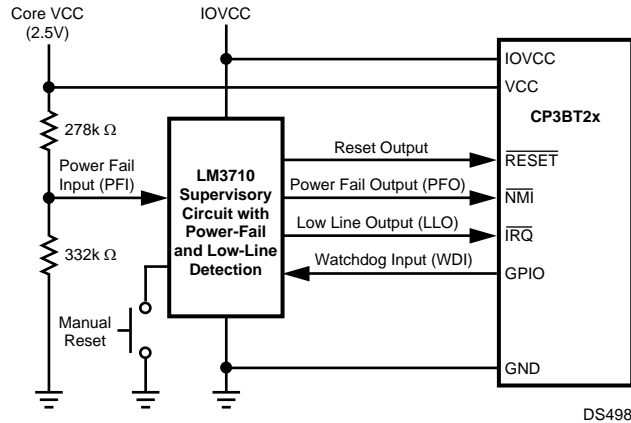 Core VCC
(2.5V)
IOVCC
IOVCC
VCC
CP3BT2x
278k Ω
Power Fail
Input (PFI)
LM3710
Supervisory
Circuit with
Power-Fail
and Low-Line
Detection
Reset Output
RESET
Power Fail Output (PFO)
NMI
Low Line Output (LLO)
IRQ
Watchdog Input (WDI)
GPIO
332k Ω
Manual
Reset
GND
DS498